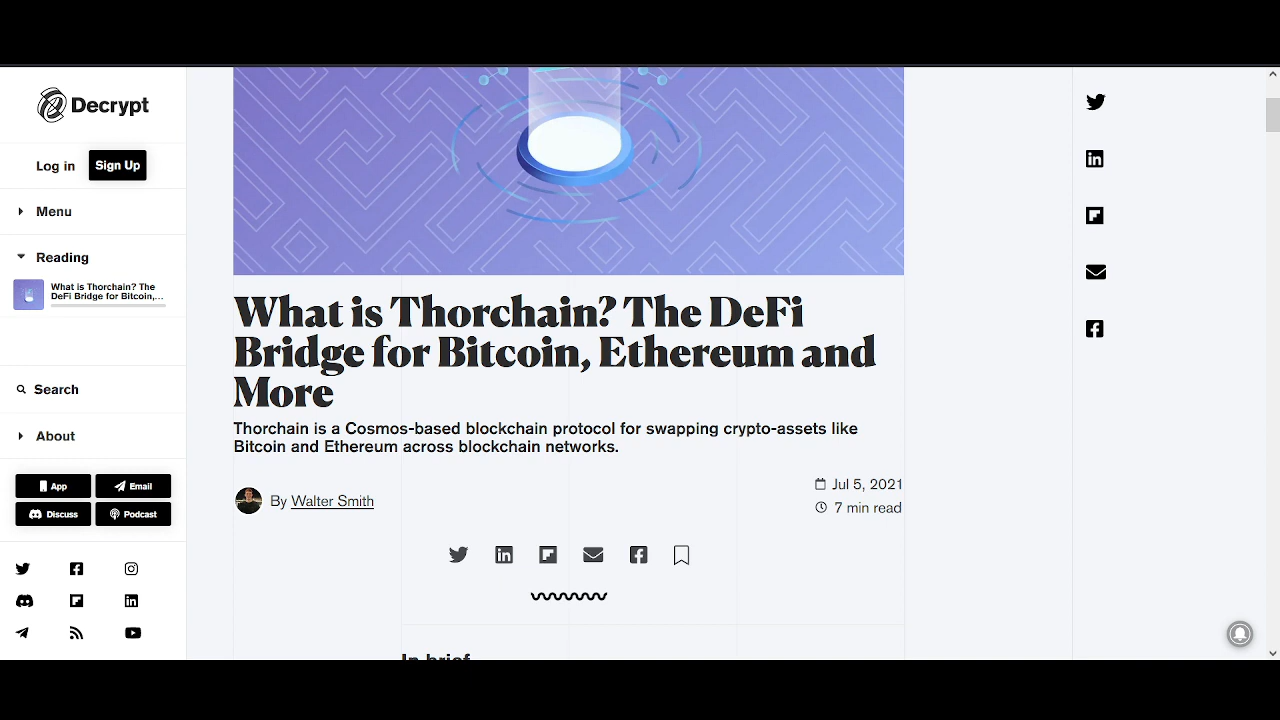 Decrypt
Log in
Sign Up
Menu
Reading
What is Thorchain? The
DeFi Bridge for Bitcoin,...
Search
About
App
Email
Discuss
Podcast
What is Thorchain? The DeFi
Bridge for Bitcoin, Ethereum and
More
Thorchain is a Cosmos-based blockchain protocol for swapping crypto-assets like
Bitcoin and Ethereum across blockchain networks.
By Walter Smith
Jul 5, 2021
7 min read
In brief